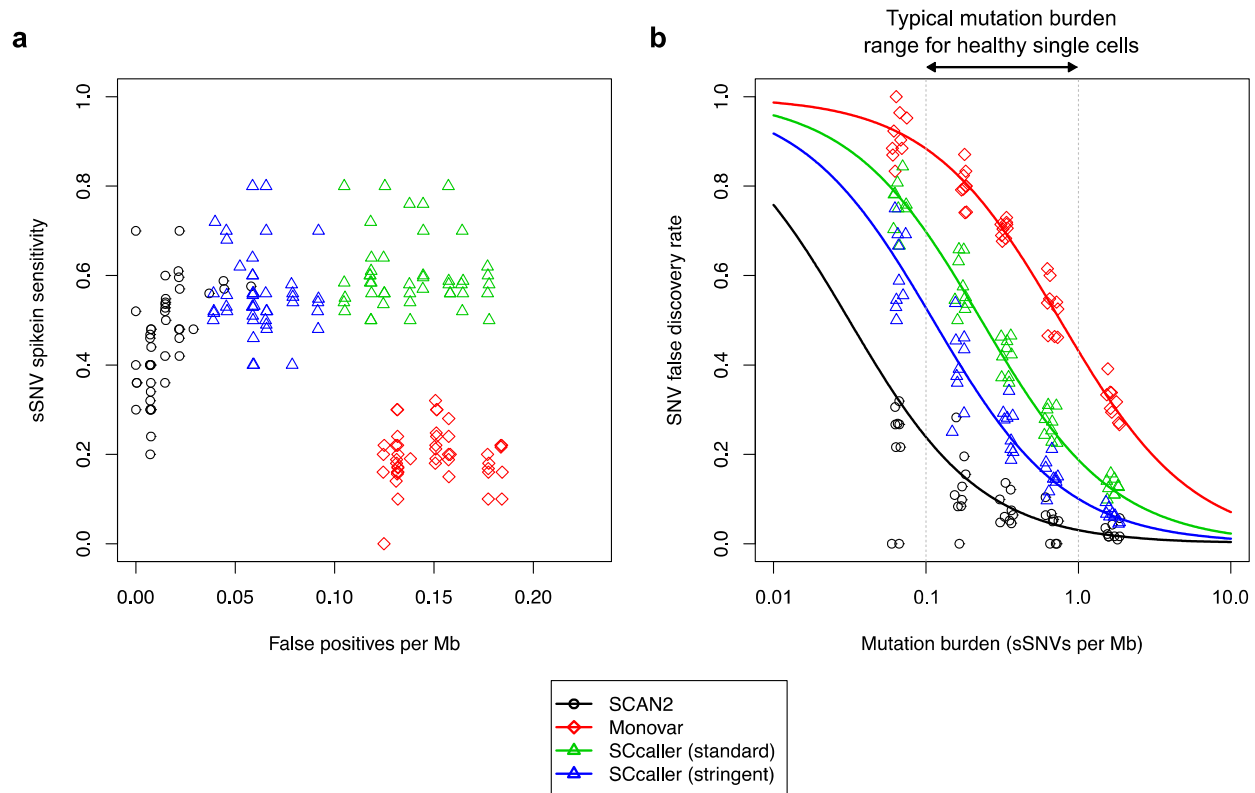 Typical mutation burden
range for healthy single cells
a
b
sSNV spikein sensitivity
1.0
0.8
0.6
0.4
0.2
0.0
0.00
0.05
0.10
0.15
0.20
False positives per Mb
SNV false discovery rate
1.0
0.8
0.6
0.4
0.2
0.0
0.01
0.1
1.0
10.0
Mutation burden (sSNVs per Mb)
SCAN2
Monovar
SCcaller (standard)
SCcaller (stringent)